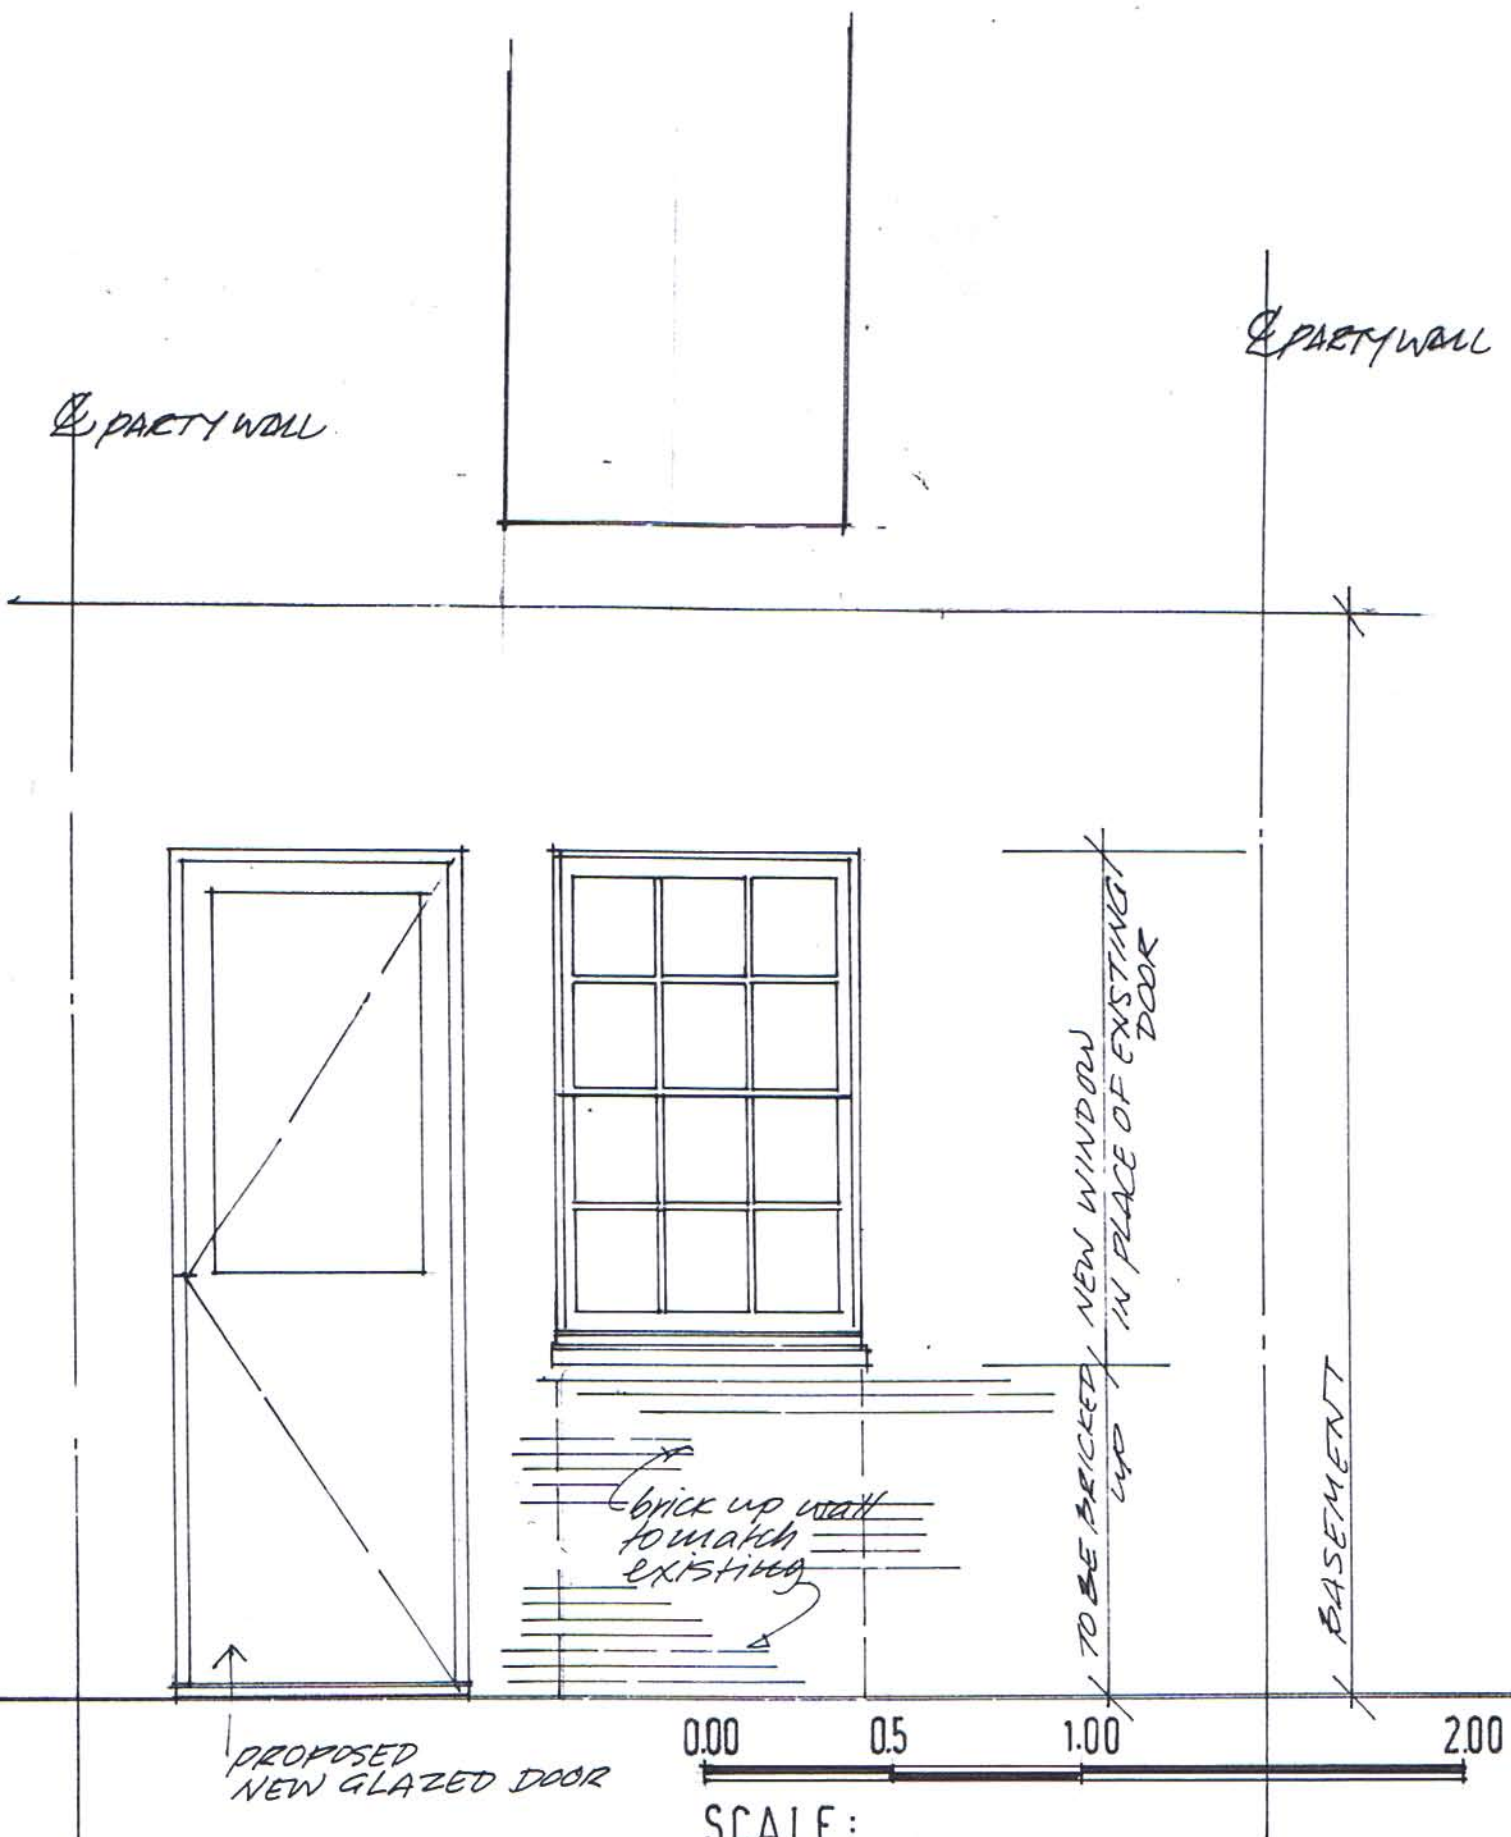 ℄ PARTY WALL
℄ PARTY WALL
TO BE BRICKED
UP
NEW WINDOW
IN PLACE OF EXISTING
DOOR
BASEMENT
brick up wall
to match
existing
PROPOSED
NEW GLAZED DOOR
0.00 0.5 1.00 2.00
SCALE: